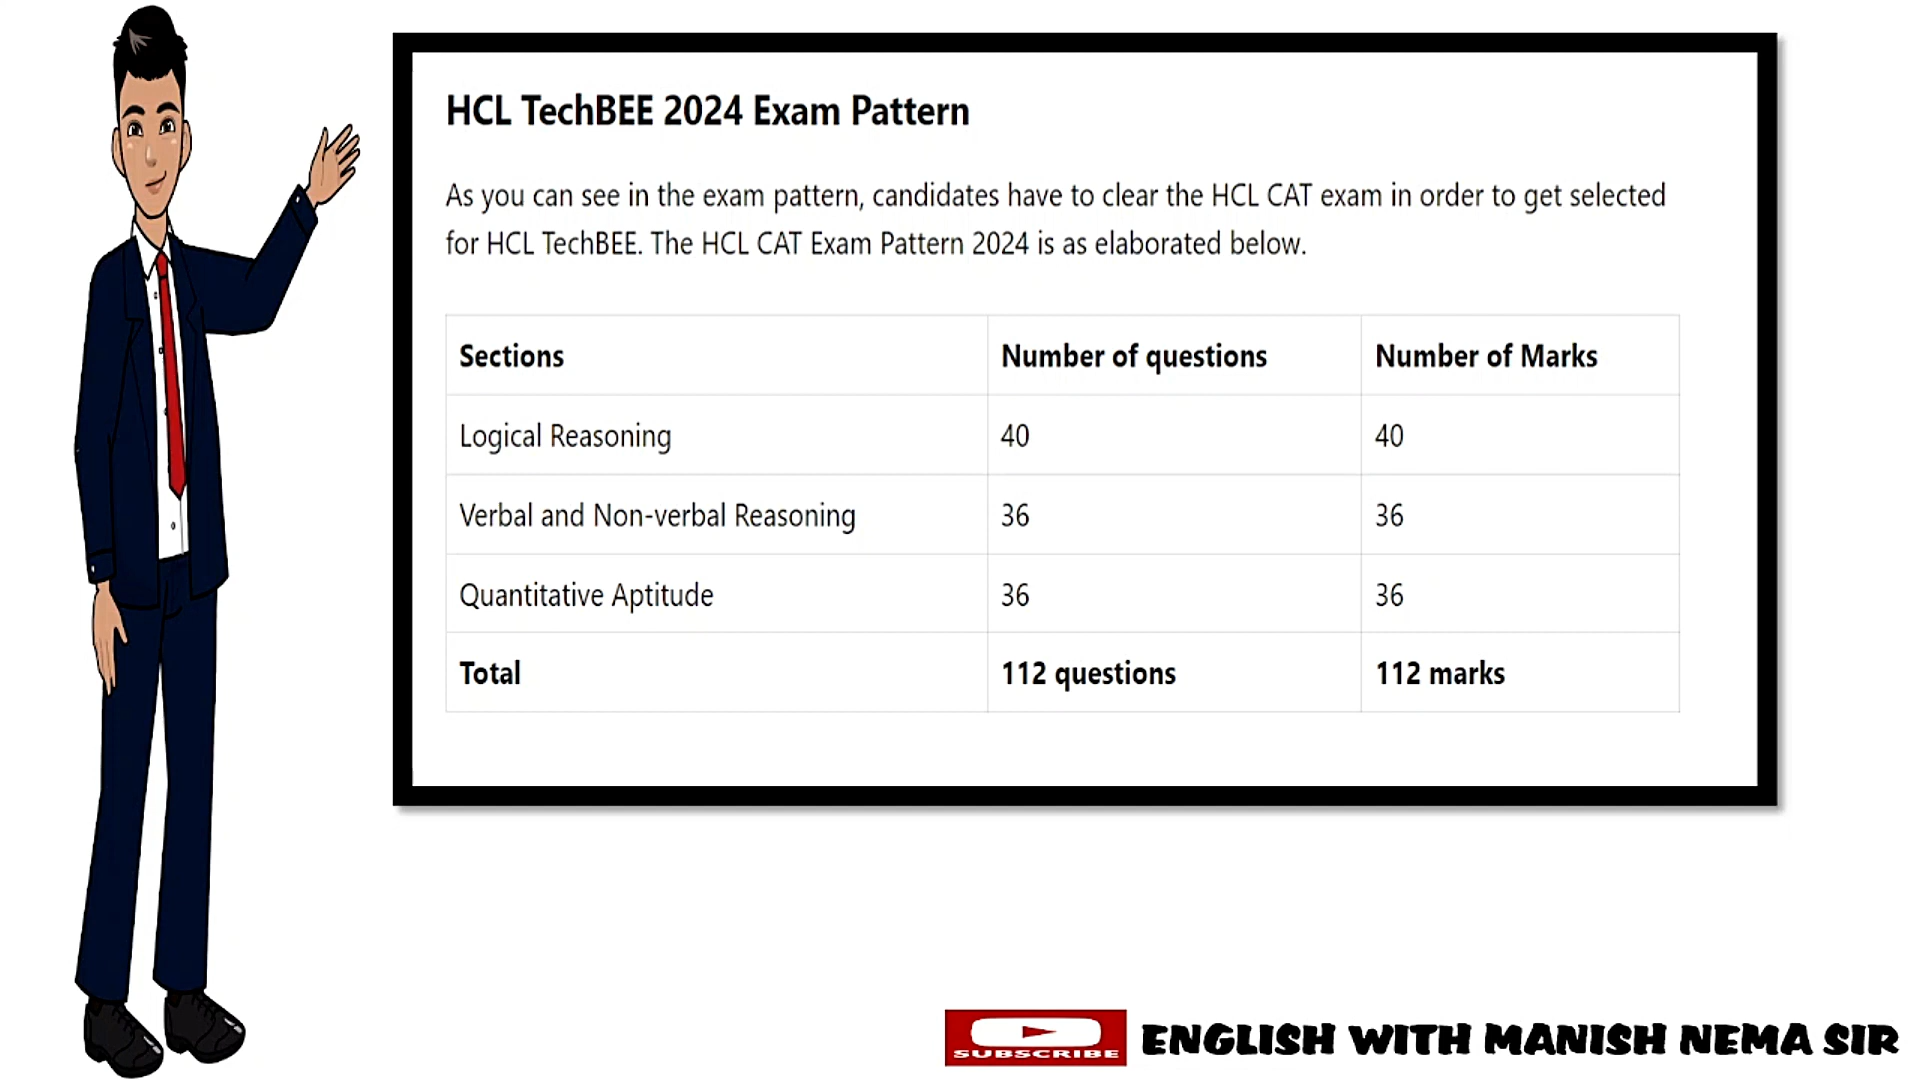 HCL TechBEE 2024 Exam Pattern
As you can see in the exam pattern, candidates have to clear the HCL CAT exam in order to get selected
for HCL TechBEE. The HCL CAT Exam Pattern 2024 is as elaborated below.
Sections Number of questions Number of Marks
Logical Reasoning 40 40
Verbal and Non-verbal Reasoning 36 36
Quantitative Aptitude 36 36
Total 112 questions 112 marks
SUBSCRIBE ENGLISH WITH MANISH NEMA SIR